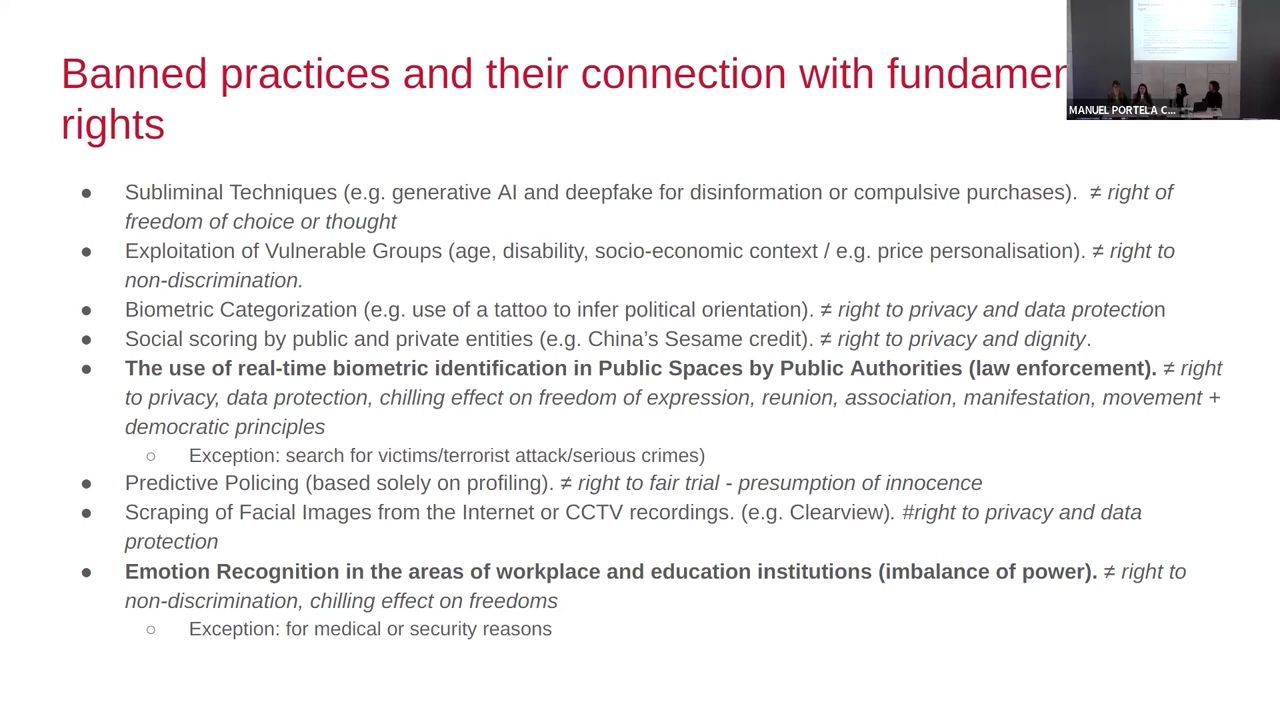 Banned practices and their connection with fundamen
rights
● Subliminal Techniques (e.g. generative AI and deepfake for disinformation or compulsive purchases).  ≠ right of
freedom of choice or thought
● Exploitation of Vulnerable Groups (age, disability, socio-economic context / e.g. price personalisation). ≠ right to
non-discrimination.
● Biometric Categorization (e.g. use of a tattoo to infer political orientation). ≠ right to privacy and data protection
● Social scoring by public and private entities (e.g. China’s Sesame credit). ≠ right to privacy and dignity.
● The use of real-time biometric identification in Public Spaces by Public Authorities (law enforcement). ≠ right
to privacy, data protection, chilling effect on freedom of expression, reunion, association, manifestation, movement +
democratic principles
○ Exception: search for victims/terrorist attack/serious crimes)
● Predictive Policing (based solely on profiling). ≠ right to fair trial - presumption of innocence
● Scraping of Facial Images from the Internet or CCTV recordings. (e.g. Clearview). #right to privacy and data
protection
● Emotion Recognition in the areas of workplace and education institutions (imbalance of power). ≠ right to
non-discrimination, chilling effect on freedoms
○ Exception: for medical or security reasons
MANUEL PORTELA C...